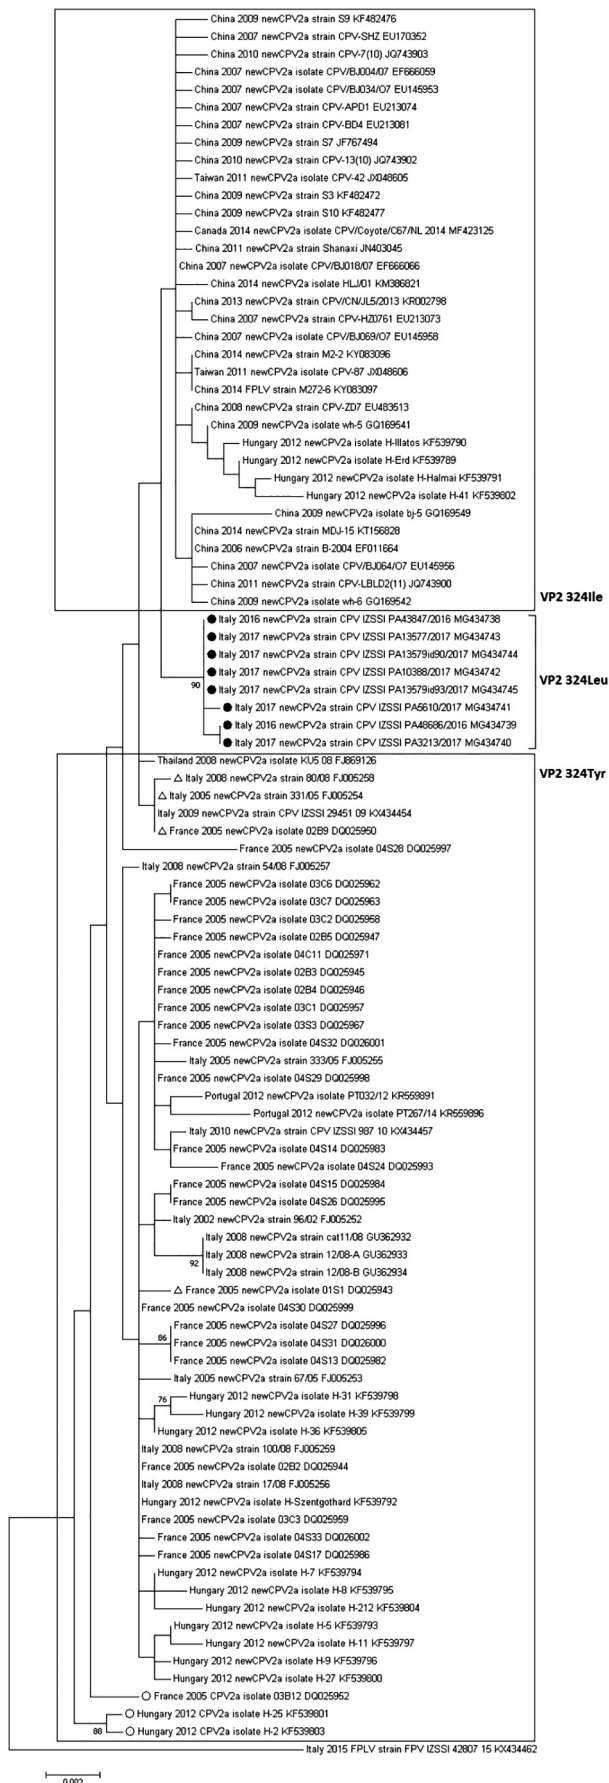 China 2009 newCPV2a strain S9 KF482476
China 2007 newCPV2a strain CPV-SHZ EU170352
China 2010 newCPV2a strain CPV-7(10) JQ743903
China 2007 newCPV2a isolate CPV/BJ004/07 EF666059
China 2007 newCPV2a isolate CPV/BJ034/O7 EU145953
China 2007 newCPV2a strain CPV-APD1 EU213074
China 2007 newCPV2a strain CPV-BD4 EU213081
China 2009 newCPV2a strain S7 JF767494
China 2010 newCPV2a strain CPV-13(10) JQ743902
Taiwan 2011 newCPV2a isolate CPV-42 JX048605
China 2009 newCPV2a strain S3 KF482472
China 2009 newCPV2a strain S10 KF482477
Canada 2014 newCPV2a isolate CPV/Coyote/C67/NL 2014 MF423125
China 2011 newCPV2a strain Shanaxi JN403045
China 2007 newCPV2a isolate CPV/BJ018/07 EF666066
China 2014 newCPV2a isolate HLJ/01 KM386821
China 2013 newCPV2a strain CPV/CN/JL5/2013 KR002798
China 2007 newCPV2a strain CPV-HZ0761 EU213073
China 2007 newCPV2a isolate CPV/BJ069/O7 EU145958
China 2014 newCPV2a strain M2-2 KY083096
Taiwan 2011 newCPV2a isolate CPV-87 JX048606
China 2014 FPLV strain M272-6 KY083097
China 2008 newCPV2a strain CPV-ZD7 EU483513
China 2009 newCPV2a isolate wh-5 GQ169541
Hungary 2012 newCPV2a isolate H-Illatos KF539790
Hungary 2012 newCPV2a isolate H-Erd KF539789
Hungary 2012 newCPV2a isolate H-Halmai KF539791
Hungary 2012 newCPV2a isolate H-41 KF539802
China 2009 newCPV2a isolate bj-5 GQ169549
China 2014 newCPV2a strain MDJ-15 KT156828
China 2006 newCPV2a strain B-2004 EF011664
China 2007 newCPV2a isolate CPV/BJ064/O7 EU145956
China 2011 newCPV2a strain CPV-LBLD2(11) JQ743900
China 2009 newCPV2a isolate wh-6 GQ169542
VP2 324Ile
Italy 2016 newCPV2a strain CPV IZSSI PA43847/2016 MG434738
Italy 2017 newCPV2a strain CPV IZSSI PA13577/2017 MG434743
Italy 2017 newCPV2a strain CPV IZSSI PA13579id90/2017 MG434744
Italy 2017 newCPV2a strain CPV IZSSI PA10388/2017 MG434742
Italy 2017 newCPV2a strain CPV IZSSI PA13579id93/2017 MG434745
Italy 2017 newCPV2a strain CPV IZSSI PA5610/2017 MG434741
Italy 2016 newCPV2a strain CPV IZSSI PA48686/2016 MG434739
Italy 2017 newCPV2a strain CPV IZSSI PA3213/2017 MG434740
90
VP2 324Leu
VP2 324Tyr
Thailand 2008 newCPV2a isolate KU5 08 FJ869126
Italy 2008 newCPV2a strain 80/08 FJ005258
Italy 2005 newCPV2a strain 331/05 FJ005254
Italy 2009 newCPV2a strain CPV IZSSI 29451 09 KX434454
France 2005 newCPV2a isolate 02B9 DQ025950
France 2005 newCPV2a isolate 04S28 DQ025997
Italy 2008 newCPV2a strain 54/08 FJ005257
France 2005 newCPV2a isolate 03C6 DQ025962
France 2005 newCPV2a isolate 03C7 DQ025963
France 2005 newCPV2a isolate 03C2 DQ025958
France 2005 newCPV2a isolate 02B5 DQ025947
France 2005 newCPV2a isolate 04C11 DQ025971
France 2005 newCPV2a isolate 02B3 DQ025945
France 2005 newCPV2a isolate 02B4 DQ025946
France 2005 newCPV2a isolate 03C1 DQ025957
France 2005 newCPV2a isolate 03S3 DQ025967
France 2005 newCPV2a isolate 04S32 DQ026001
Italy 2005 newCPV2a strain 333/05 FJ005255
France 2005 newCPV2a isolate 04S29 DQ025998
Portugal 2012 newCPV2a isolate PT032/12 KR559891
Portugal 2012 newCPV2a isolate PT267/14 KR559896
Italy 2010 newCPV2a strain CPV IZSSI 987 10 KX434457
France 2005 newCPV2a isolate 04S14 DQ025983
France 2005 newCPV2a isolate 04S24 DQ025993
France 2005 newCPV2a isolate 04S15 DQ025984
France 2005 newCPV2a isolate 04S26 DQ025995
Italy 2002 newCPV2a strain 96/02 FJ005252
Italy 2008 newCPV2a strain cat11/08 GU362932
Italy 2008 newCPV2a strain 12/08-A GU362933
Italy 2008 newCPV2a strain 12/08-B GU362934
92
France 2005 newCPV2a isolate 01S1 DQ025943
France 2005 newCPV2a isolate 04S30 DQ025999
France 2005 newCPV2a isolate 04S27 DQ025996
France 2005 newCPV2a isolate 04S31 DQ026000
France 2005 newCPV2a isolate 04S13 DQ025982
86
Italy 2005 newCPV2a strain 67/05 FJ005253
Hungary 2012 newCPV2a isolate H-31 KF539798
76
Hungary 2012 newCPV2a isolate H-39 KF539799
Hungary 2012 newCPV2a isolate H-36 KF539805
Italy 2008 newCPV2a strain 100/08 FJ005259
France 2005 newCPV2a isolate 02B2 DQ025944
Italy 2008 newCPV2a strain 17/08 FJ005256
Hungary 2012 newCPV2a isolate H-Szentgothard KF539792
France 2005 newCPV2a isolate 03C3 DQ025959
France 2005 newCPV2a isolate 04S33 DQ026002
France 2005 newCPV2a isolate 04S17 DQ025986
Hungary 2012 newCPV2a isolate H-7 KF539794
Hungary 2012 newCPV2a isolate H-8 KF539795
Hungary 2012 newCPV2a isolate H-212 KF539804
Hungary 2012 newCPV2a isolate H-5 KF539793
Hungary 2012 newCPV2a isolate H-11 KF539797
Hungary 2012 newCPV2a isolate H-9 KF539796
Hungary 2012 newCPV2a isolate H-27 KF539800
France 2005 CPV2a isolate 03B12 DQ025952
Hungary 2012 CPV2a isolate H-25 KF539801
Hungary 2012 CPV2a isolate H-2 KF539803
88
Italy 2015 FPLV strain FPV IZSSI 42807 15 KX434462
0.002